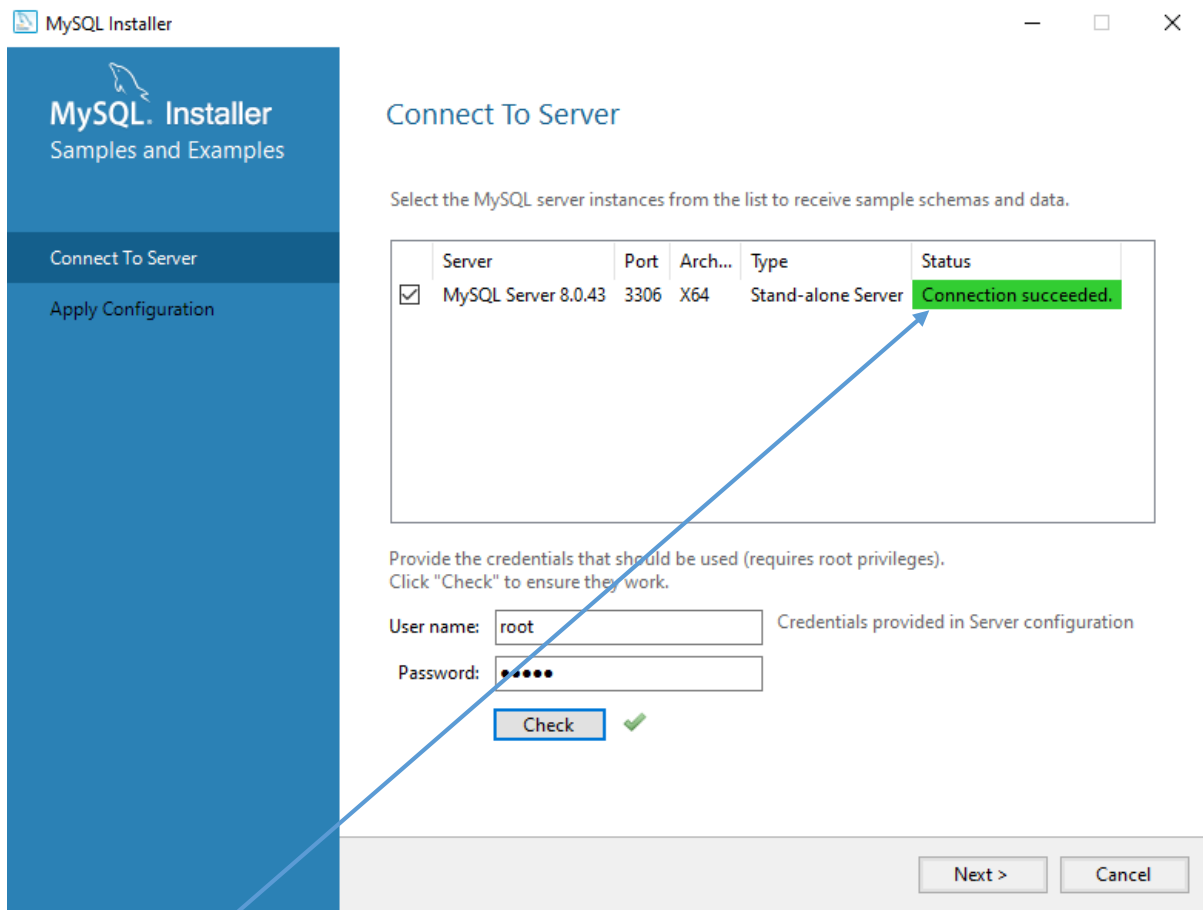 MySQL Installer
MySQL. Installer
Samples and Examples
Connect To Server
Apply Configuration
Connect To Server
Select the MySQL server instances from the list to receive sample schemas and data.
Server Port Arch... Type Status
MySQL Server 8.0.43 3306 X64 Stand-alone Server Connection succeeded.
Provide the credentials that should be used (requires root privileges).
Click "Check" to ensure they work.
User name: root Credentials provided in Server configuration
Password: •••••
Check
Next > Cancel